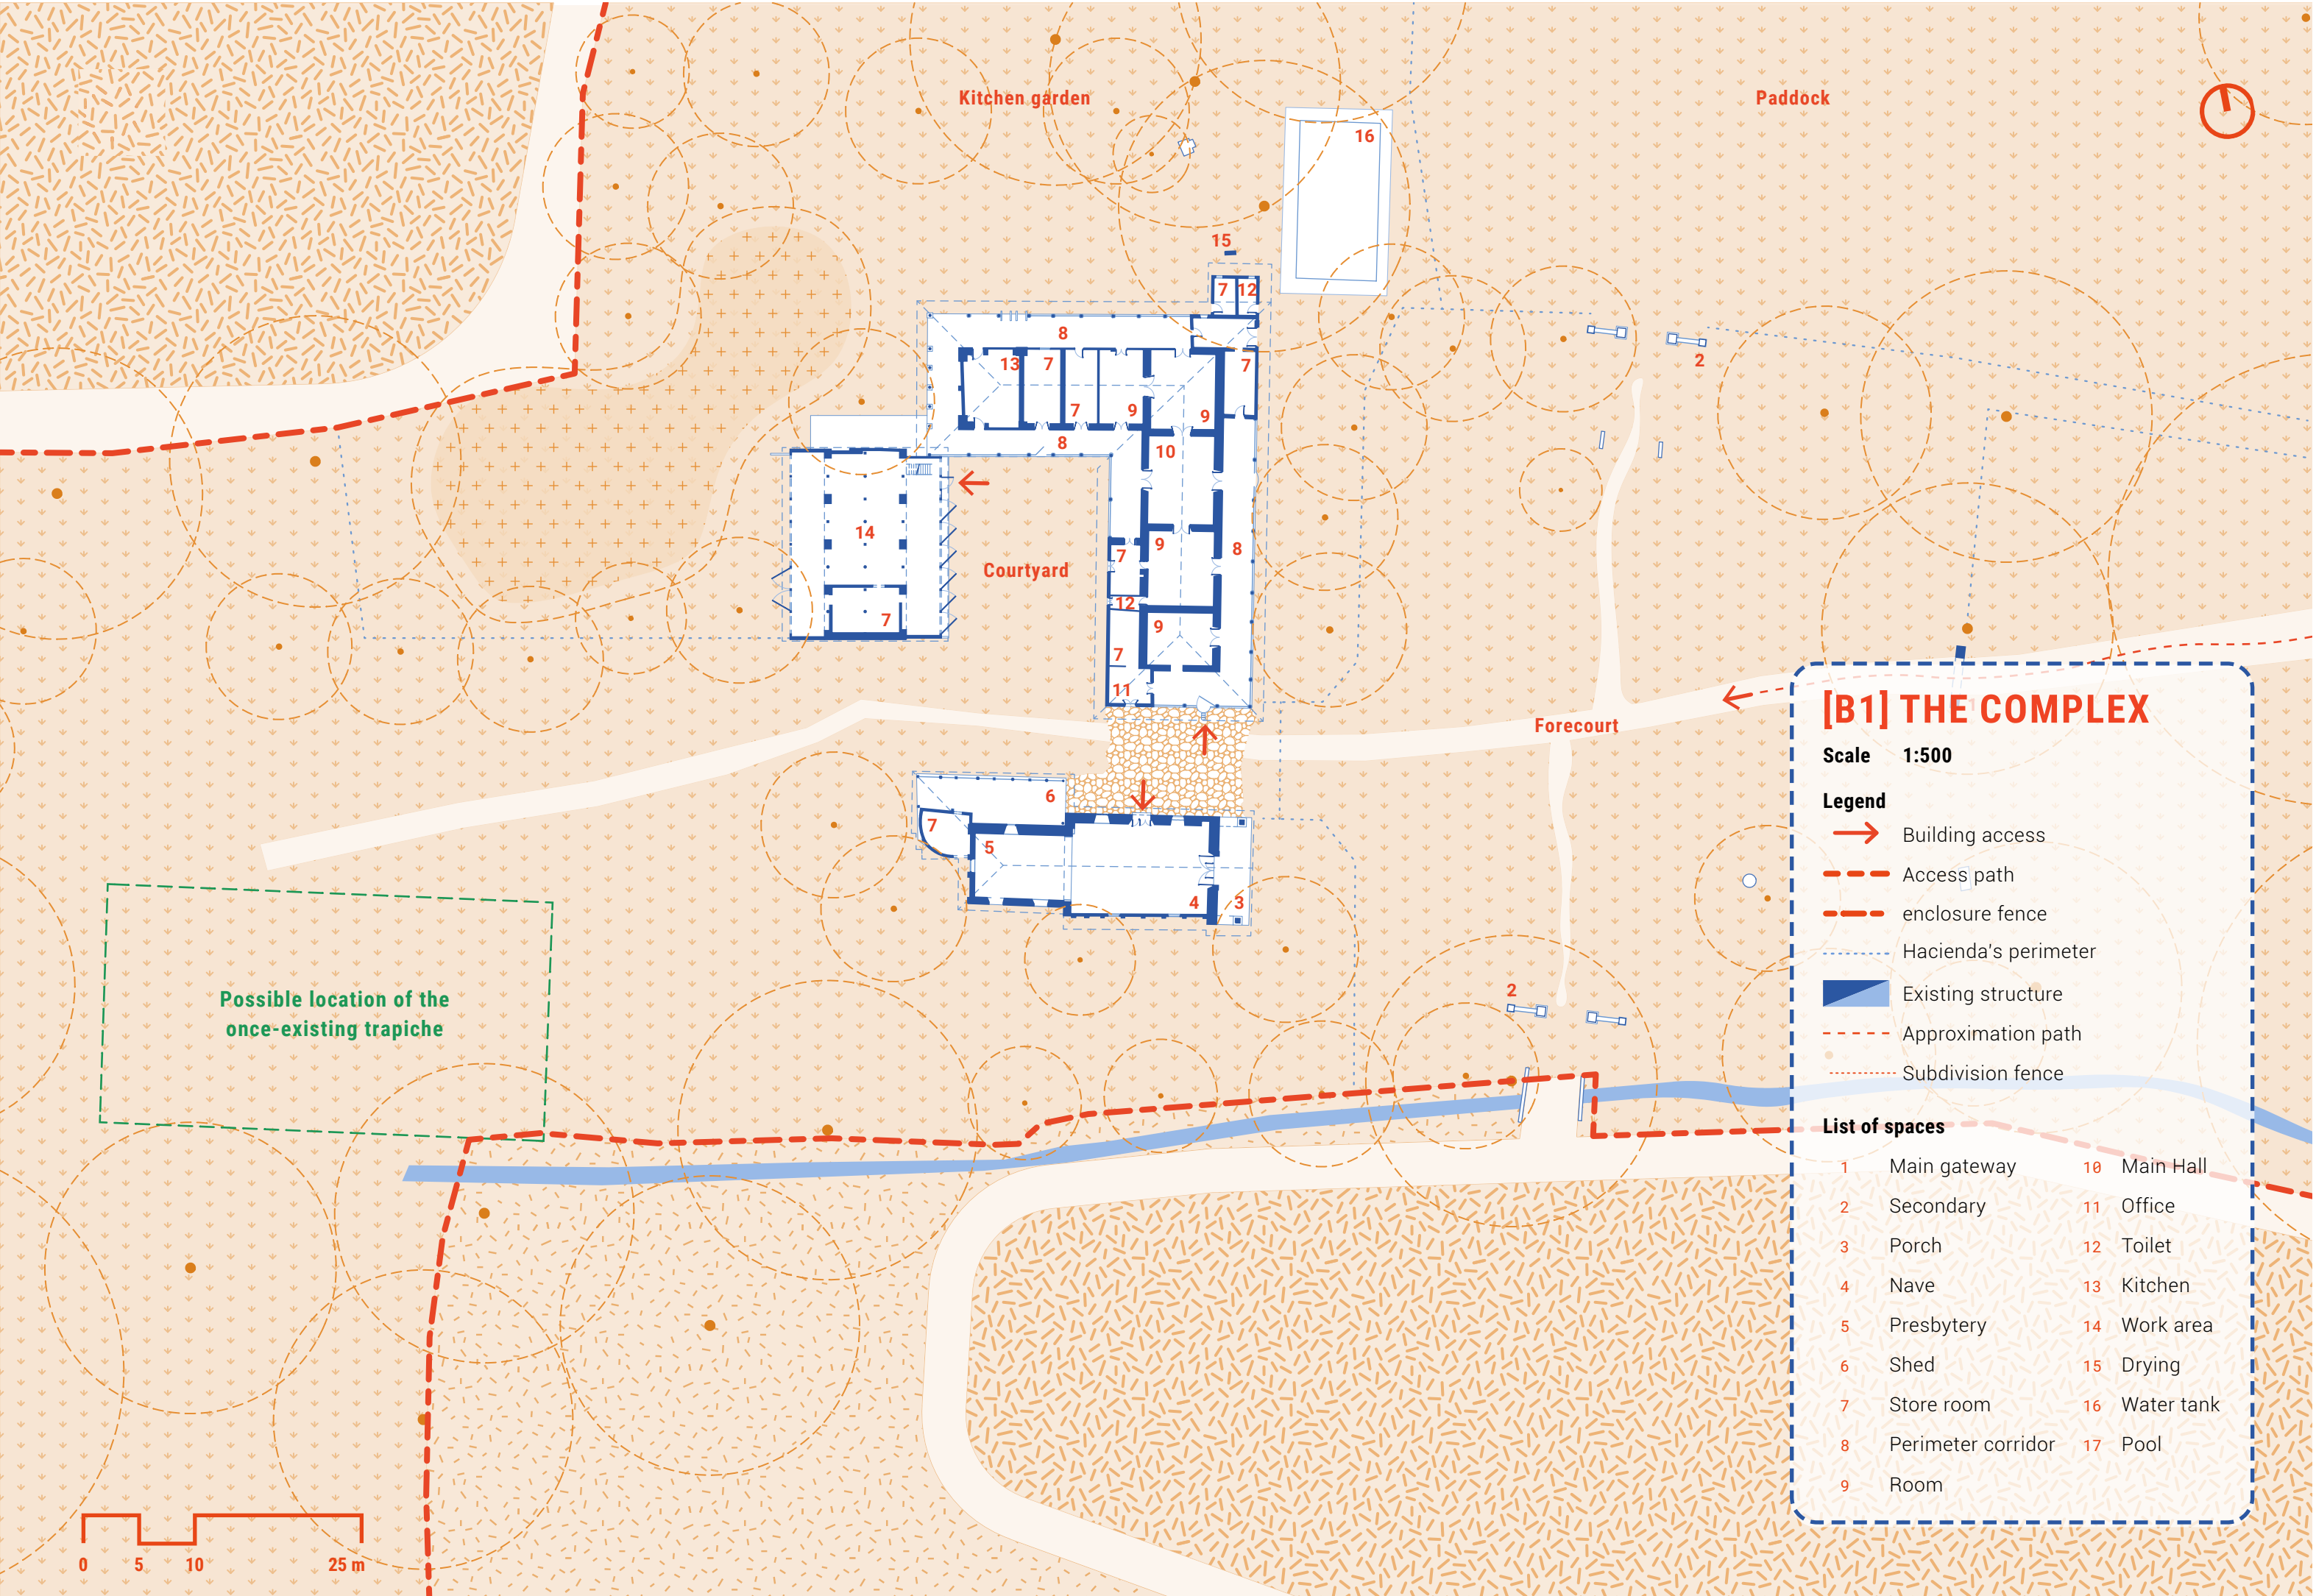 Kitchen garden
Paddock
16
15
7
12
8
13
7
7
2
7
9
9
8
10
14
9
8
7
Courtyard
12
7
9
7
11
Forecourt
6
7
5
4
3
2
Possible location of the
once-existing trapiche
0 5 10 25 m
[B1] THE COMPLEX
Scale 1:500
Legend
Building access
Access path
enclosure fence
Hacienda's perimeter
Existing structure
Approximation path
Subdivision fence
List of spaces
1 Main gateway
2 Secondary
3 Porch
4 Nave
5 Presbytery
6 Shed
7 Store room
8 Perimeter corridor
9 Room
10 Main Hall
11 Office
12 Toilet
13 Kitchen
14 Work area
15 Drying
16 Water tank
17 Pool